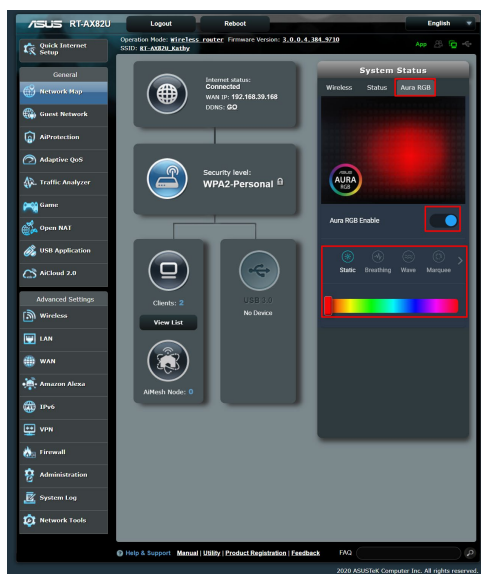 ASUS RT-AX82U
Logout
Reboot
English
Operation Mode: Wireless router Firmware Version: 3.0.0.4.384_9710
SSID: RT-AX82U_Kathy
App
Quick Internet
Setup
General
Network Map
Guest Network
AiProtection
Adaptive QoS
Traffic Analyzer
Game
Open NAT
USB Application
AiCloud 2.0
Advanced Settings
Wireless
LAN
WAN
Amazon Alexa
IPv6
VPN
Firewall
Administration
System Log
Network Tools
Internet status:
Connected
WAN IP: 192.168.39.168
DDNS: GO
Security level:
WPA2-Personal
Clients: 2
View List
USB 3.0
No Device
AiMesh Node: 0
System Status
Wireless Status Aura RGB
ASUS
AURA
RGB
Aura RGB Enable
Static Breathing Wave Marquee
Help & Support Manual | Utility | Product Registration | Feedback FAQ
2020 ASUSTeK Computer Inc. All rights reserved.